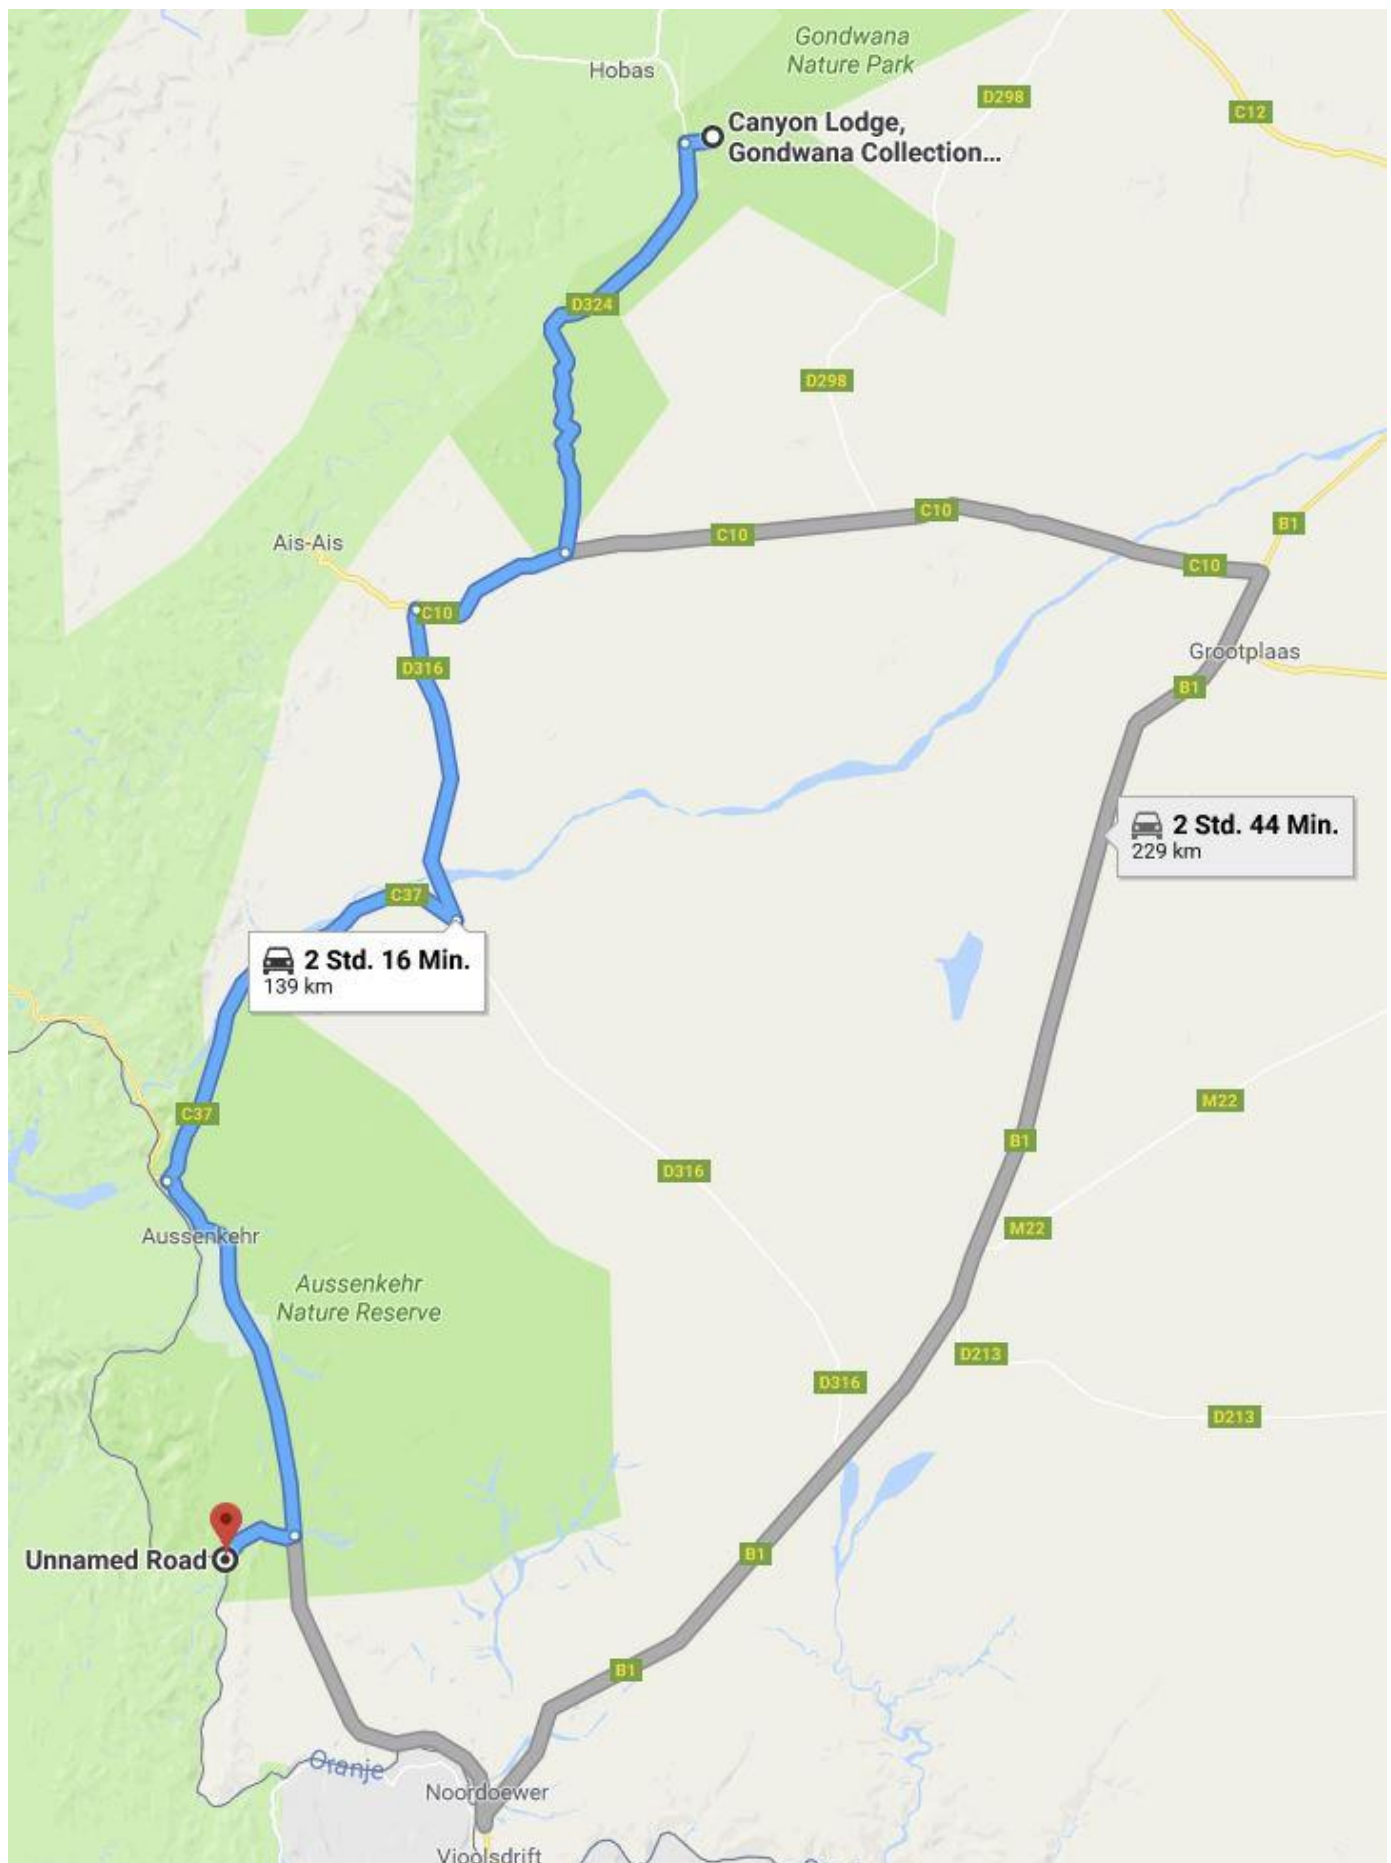 Gondwana
Nature Park
Hobas
D298
C12
Canyon Lodge,
Gondwana Collection...
D324
D298
C10
B1
C10
Ais-Ais
C10
C10
Grootplaas
D316
B1
2 Std. 44 Min.
229 km
C37
2 Std. 16 Min.
139 km
M22
C37
B1
D316
M22
Aussenkehr
Aussenkehr
Nature Reserve
D213
D316
D213
B1
Unnamed Road
B1
Oranje
Noordoewer
Vioolsdrift